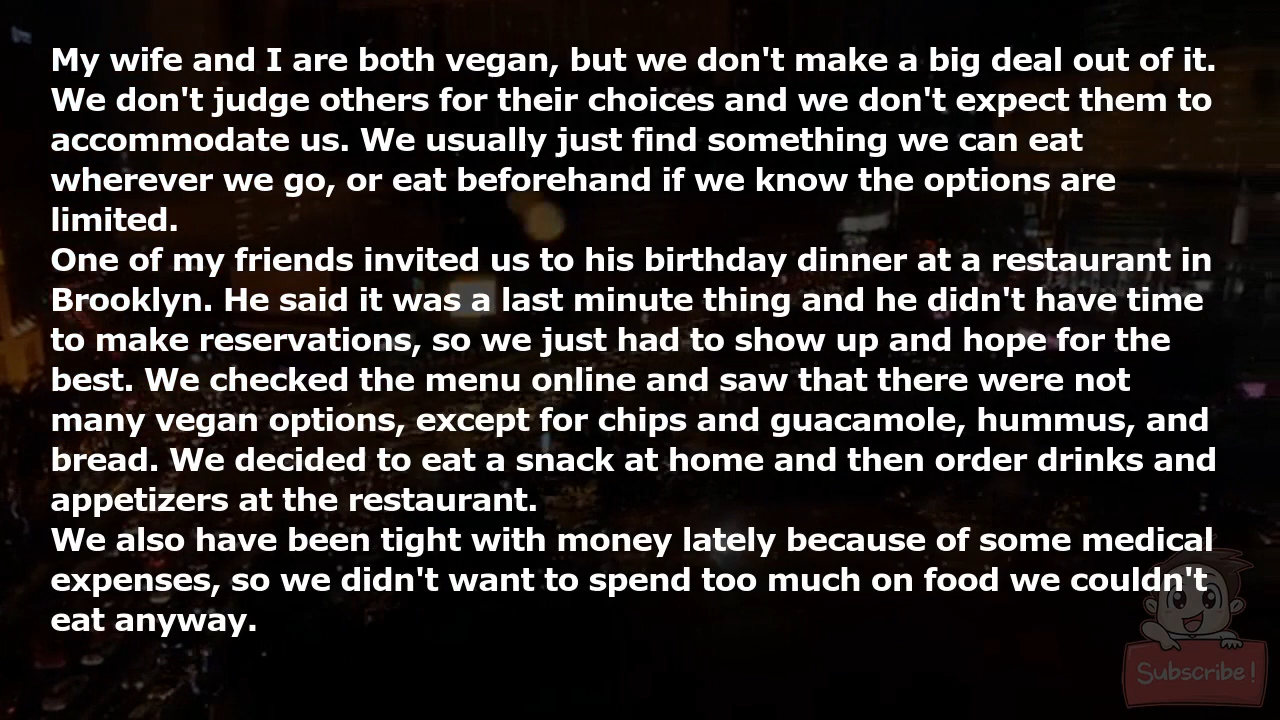 My wife and I are both vegan, but we don't make a big deal out of it.
We don't judge others for their choices and we don't expect them to
accommodate us. We usually just find something we can eat
wherever we go, or eat beforehand if we know the options are
limited.
One of my friends invited us to his birthday dinner at a restaurant in
Brooklyn. He said it was a last minute thing and he didn't have time
to make reservations, so we just had to show up and hope for the
best. We checked the menu online and saw that there were not
many vegan options, except for chips and guacamole, hummus, and
bread. We decided to eat a snack at home and then order drinks and
appetizers at the restaurant.
We also have been tight with money lately because of some medical
expenses, so we didn't want to spend too much on food we couldn't
eat anyway.
Subscribe!